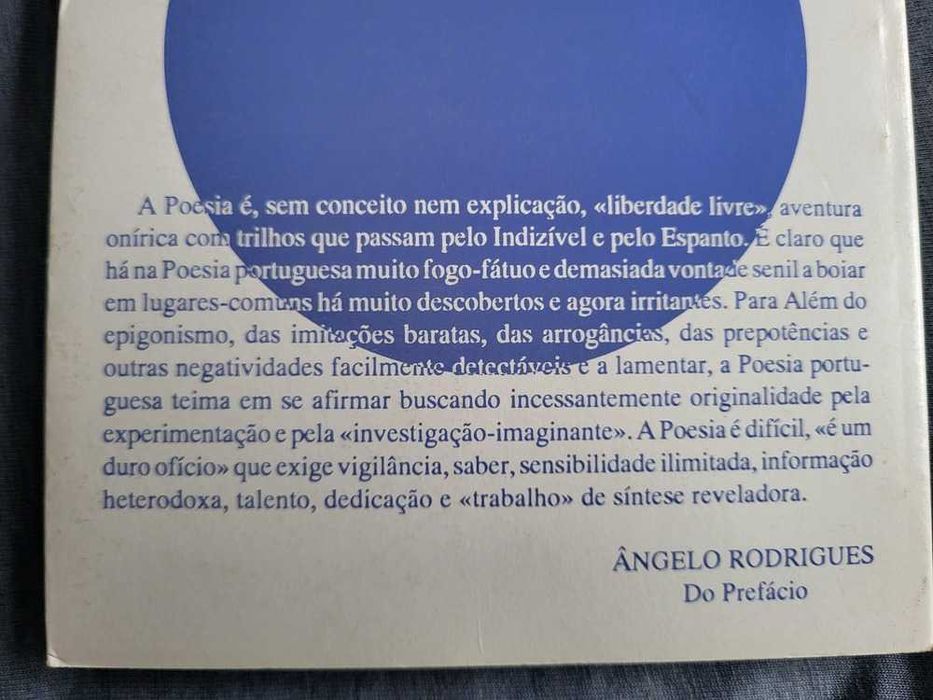 A Poesia é, sem conceito nem explicação, «liberdade livre», aventura
onírica com trilhos que passam pelo Indizível e pelo Espanto. É claro que
há na Poesia portuguesa muito fogo-fátuo e demasiada vontade senil a boiar
em lugares-comuns há muito descobertos e agora irritantes. Para Além do
epigonismo, das imitações baratas, das arrogâncias, das prepotências e
outras negatividades facilmente detectáveis e a lamentar, a Poesia portu-
guesa teima em se afirmar buscando incessantemente originalidade pela
experimentação e pela «investigação-imaginante». A Poesia é difícil, «é um
duro ofício» que exige vigilância, saber, sensibilidade ilimitada, informação
heterodoxa, talento, dedicação e «trabalho» de síntese reveladora.
ÂNGELO RODRIGUES
Do Prefácio